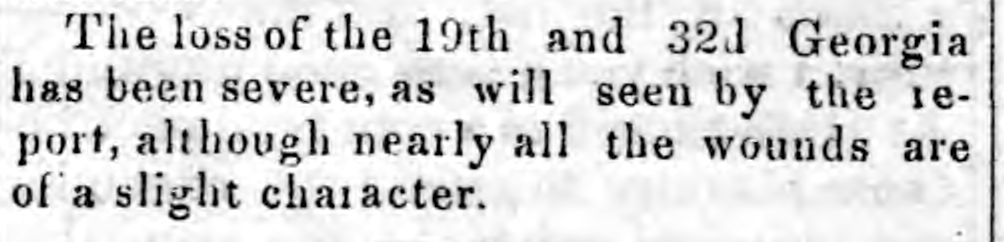 The loss of the 19th and 32d Georgia
has been severe, as will seen by the re-
port, although nearly all the wounds are
of a slight character.